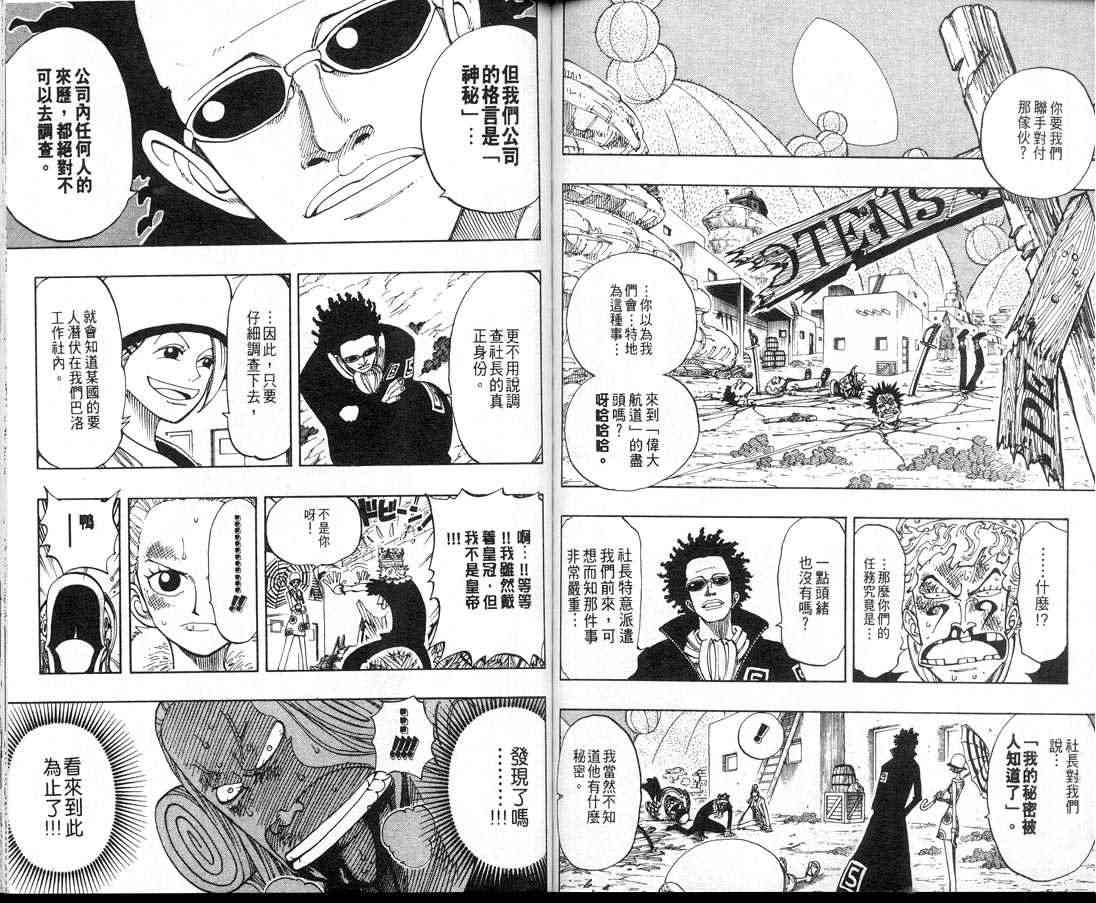 你要我們
聯手對付
那傢伙?
…你以為我
們會…特地
為這種事…
來到「偉大
航道」的盡
頭嗎?
呀哈哈哈。
……什麼!?
…那麼你們的
任務究竟是…
一點頭緒
也沒有嗎?
社長特意派遣
我們前來,可
想而知那件事
非常嚴重…
社長對我們
說…
「我的秘密被
人知道了」。
!
我當然不知
道他有什麼
秘密。
5
但我們公司
的格言是「
神秘」…
公司內任何人的
來歷,都絕對不
可以去調查。
更不用說調
查社長的真
正身份。
…因此,只要
仔細調查下去,
就會知道某國的要
人潛伏在我們巴洛
工作社內。
啊…!!等等
!!我雖然戴
着皇冠,但
我不是皇帝
!!!
ドビーン!
不是你
呀!
!!
鴨
——
發現了嗎
………!!!
!!!!
看來到此
為止了!!!